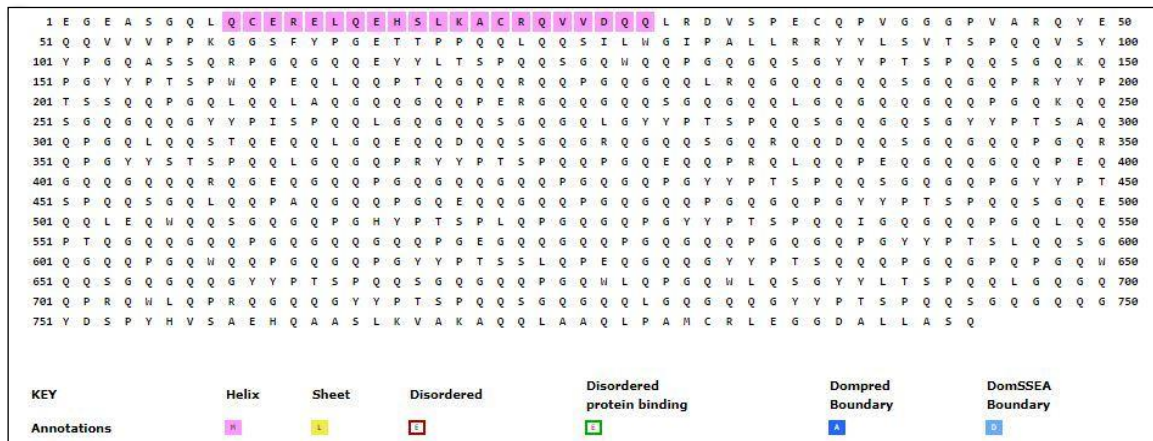 1 E G E A S G Q L Q C E R E L Q E H S L K A C R Q V V D Q Q L R D V S P E C Q P V G G G P V A R Q Y E 50
51 Q Q V V V P P K G G S F Y P G E T T P P Q Q L Q Q S I L W G I P A L L R R Y Y L S V T S P Q Q V S Y 100
101 Y P G Q A S S Q R P G Q G Q Q E Y Y L T S P Q Q S G Q W Q Q P G Q G Q S G Y Y P T S P Q Q S G Q K Q 150
151 P G Y Y P T S P W Q P E Q L Q Q P T Q G Q Q R Q Q P G Q G Q Q L R Q G Q Q G Q Q S G Q G Q P R Y Y P 200
201 T S S Q Q P G Q L Q Q L A Q G Q Q G Q Q P E R G Q Q G Q Q S G Q G Q Q L G Q G Q Q G Q Q P G Q K Q Q 250
251 S G Q G Q Q G Y Y P I S P Q Q L G Q G Q Q S G Q G Q L G Y Y P T S P Q Q S G Q G Q S G Y Y P T S A Q 300
301 Q P G Q L Q Q S T Q E Q Q L G Q E Q Q D Q Q S G Q G R Q G Q Q S G Q R Q Q D Q Q S G Q G Q Q P G Q R 350
351 Q P G Y Y S T S P Q Q L G Q G Q P R Y Y P T S P Q Q P G Q E Q Q P R Q L Q Q P E Q G Q Q G Q Q P E Q 400
401 G Q Q G Q Q Q R Q G E Q G Q Q P G Q G Q Q G Q Q P G Q G Q P G Y Y P T S P Q Q S G Q G Q P G Y Y P T 450
451 S P Q Q S G Q L Q Q P A Q G Q Q P G Q E Q Q G Q Q P G Q G Q Q P G Q G Q P G Y Y P T S P Q Q S G Q E 500
501 Q Q L E Q W Q Q S G Q G Q P G H Y P T S P L Q P G Q G Q P G Y Y P T S P Q Q I G Q G Q Q P G Q L Q Q 550
551 P T Q G Q Q G Q Q P G Q G Q Q G Q Q P G E G Q Q G Q Q P G Q G Q Q P G Q G Q P G Y Y P T S L Q Q S G 600
601 Q G Q Q P G Q W Q Q P G Q G Q P G Y Y P T S S L Q P E Q G Q Q G Y Y P T S Q Q Q P G Q G P Q P G Q W 650
651 Q Q S G Q G Q Q G Y Y P T S P Q Q S G Q G Q Q P G Q W L Q P G Q W L Q S G Y Y L T S P Q Q L G Q G Q 700
701 Q P R Q W L Q P R Q G Q Q G Y Y P T S P Q Q S G Q G Q Q L G Q G Q Q G Y Y P T S P Q Q S G Q G Q Q G 750
751 Y D S P Y H V S A E H Q A A S L K V A K A Q Q L A A Q L P A M C R L E G G D A L L A S Q
KEY Helix Sheet Disordered Disordered protein binding Dompred Boundary DomSSEA Boundary
Annotations H L E E A D